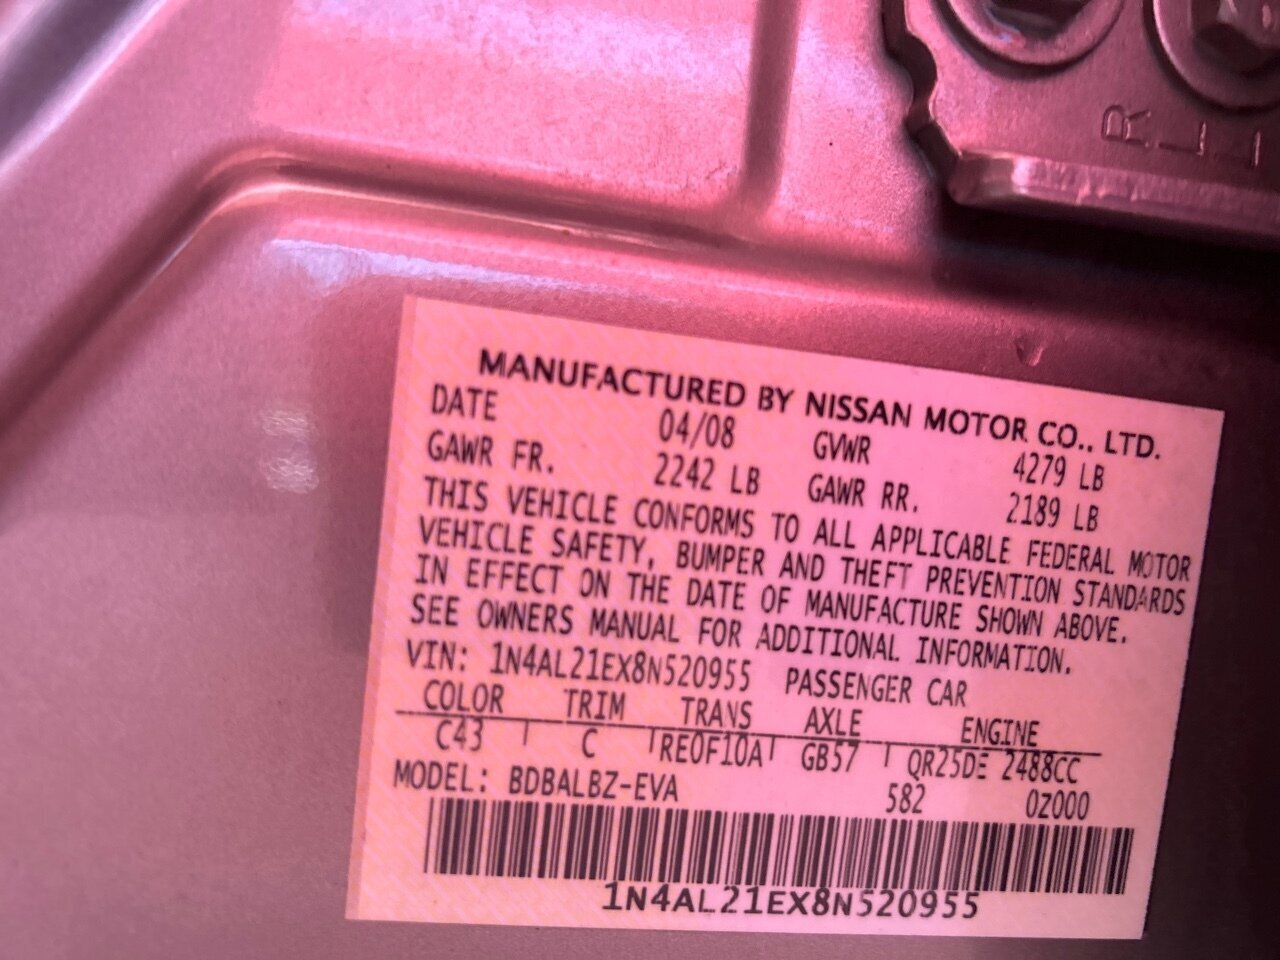 R
L
L
MANUFACTURED BY NISSAN MOTOR CO., LTD.
DATE 04/08 GVWR 4279 LB
GAWR FR. 2242 LB GAWR RR. 2189 LB
THIS VEHICLE CONFORMS TO ALL APPLICABLE FEDERAL MOTOR
VEHICLE SAFETY, BUMPER AND THEFT PREVENTION STANDARDS
IN EFFECT ON THE DATE OF MANUFACTURE SHOWN ABOVE.
SEE OWNERS MANUAL FOR ADDITIONAL INFORMATION.
VIN: 1N4AL21EX8N520955 PASSENGER CAR
COLOR TRIM TRANS AXLE ENGINE
C43 C RE0F10A GB57 QR25DE 2488CC
MODEL: BDBALBZ-EVA 582 0Z000
1N4AL21EX8N520955